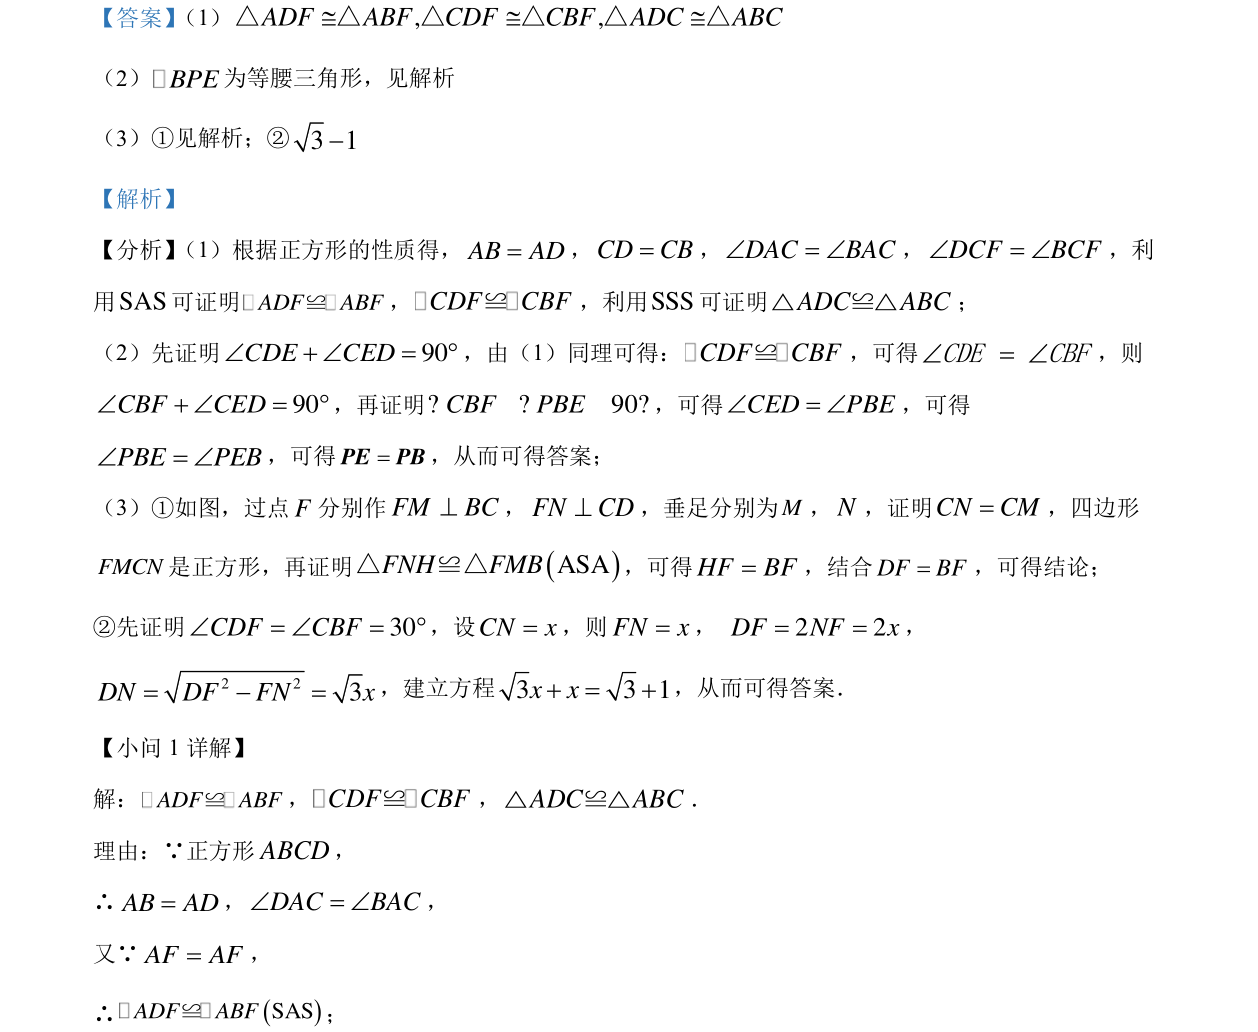 【答案】（1）△ADF≅△ABF,△CDF≅△CBF,△ADC≅△ABC
（2）□BPE为等腰三角形，见解析
（3）①见解析；②√3−1
【解析】
【分析】（1）根据正方形的性质得，AB=AD，CD=CB，∠DAC=∠BAC，∠DCF=∠BCF，利
用SAS可证明□ADF≌□ABF，□CDF≌□CBF，利用SSS可证明△ADC≌△ABC；
（2）先证明∠CDE+∠CED=90°，由（1）同理可得：□CDF≌□CBF，可得∠CDE = ∠CBF，则
∠CBF+∠CED=90°，再证明? CBF ? PBE 90?，可得∠CED=∠PBE，可得
∠PBE=∠PEB，可得PE=PB，从而可得答案；
（3）①如图，过点F分别作FM⊥BC，FN⊥CD，垂足分别为M，N，证明CN=CM，四边形
FMCN是正方形，再证明△FNH≌△FMB(ASA)，可得HF=BF，结合DF=BF，可得结论；
②先证明∠CDF=∠CBF=30°，设CN=x，则FN=x， DF=2NF=2x，
DN=√(DF²−FN²)=√3x，建立方程√3x+x=√3+1，从而可得答案．
【小问 1 详解】
解：□ADF≌□ABF，□CDF≌□CBF，△ADC≌△ABC．
理由：∵正方形ABCD，
∴AB=AD，∠DAC=∠BAC，
又∵AF=AF，
∴□ADF≌□ABF(SAS)；